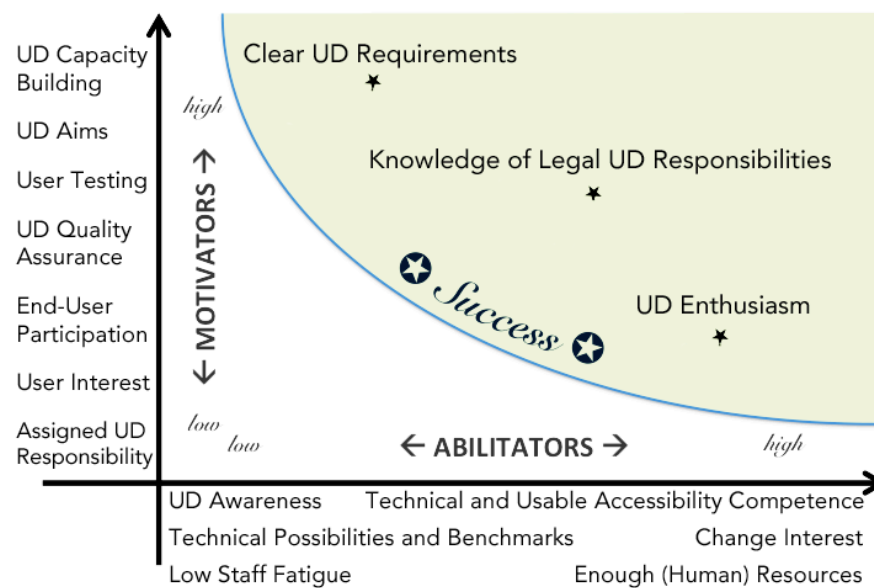 UD Capacity
Building
UD Aims
User Testing
UD Quality
Assurance
End-User
Participation
User Interest
Assigned UD
Responsibility
high
← MOTIVATORS →
low
Clear UD Requirements
Knowledge of Legal UD Responsibilities
Success
UD Enthusiasm
low ← ABILITATORS → high
UD Awareness Technical and Usable Accessibility Competence
Technical Possibilities and Benchmarks Change Interest
Low Staff Fatigue Enough (Human) Resources